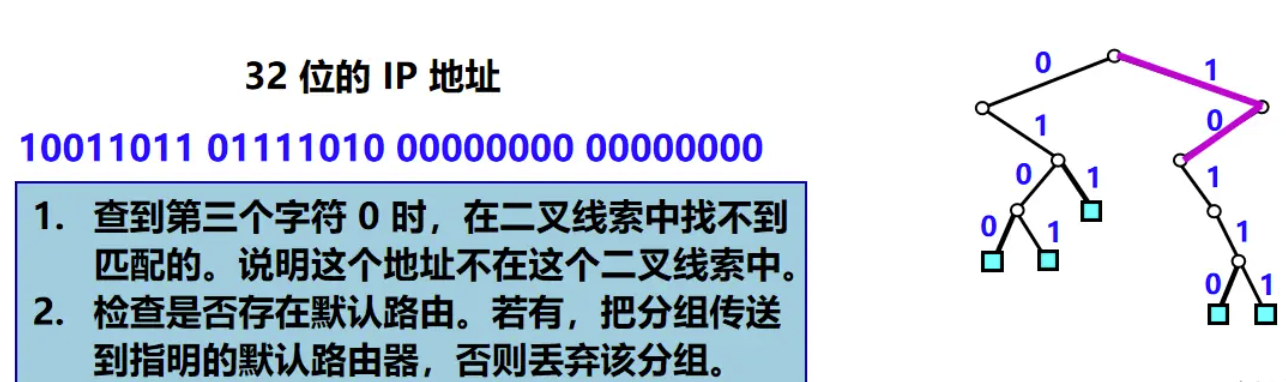 32 位的 IP 地址
10011011 01111010 00000000 00000000
1. 查到第三个字符 0 时，在二叉线索中找不到
匹配的。说明这个地址不在这个二叉线索中。
2. 检查是否存在默认路由。若有，把分组传送
到指明的默认路由器，否则丢弃该分组。
0 1
1 0
0 1 1
0 1 1
0 1